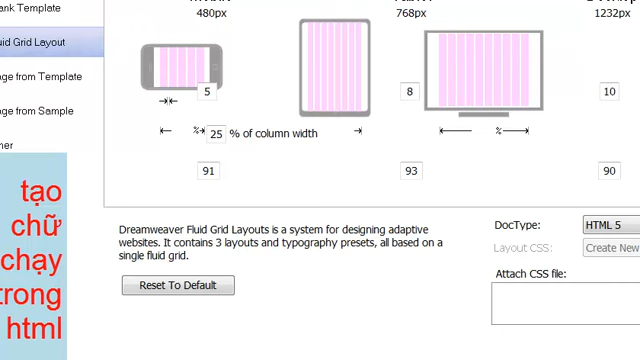 480px
768px
1232px
ank Template
uid Grid Layout
age from Template
age from Sample
ner
5
8
10
%
25 % of column width
%
91
93
90
Dreamweaver Fluid Grid Layouts is a system for designing adaptive
websites. It contains 3 layouts and typography presets, all based on a
single fluid grid.
Reset To Default
DocType:
HTML 5
Layout CSS:
Create New
Attach CSS file:
tạo
chữ
chạy
trong
html